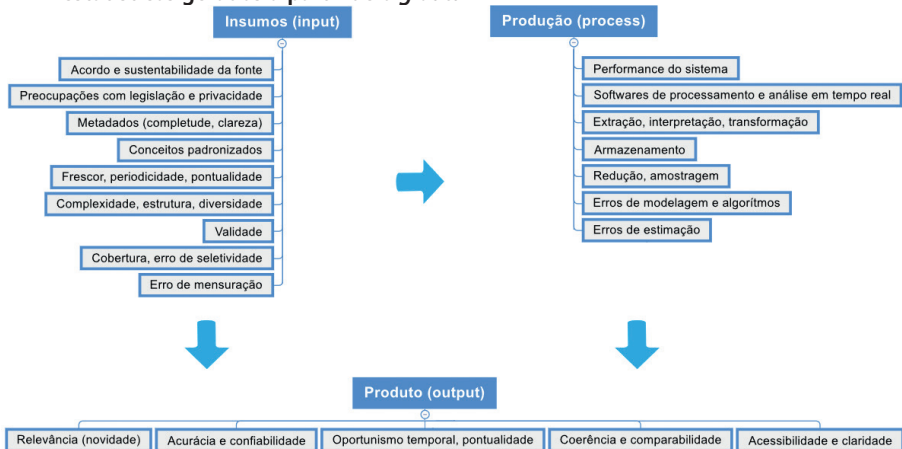 Insumos (input)
Acordo e sustentabilidade da fonte
Preocupações com legislação e privacidade
Metadados (completude, clareza)
Conceitos padronizados
Frescor, periodicidade, pontualidade
Complexidade, estrutura, diversidade
Validade
Cobertura, erro de seletividade
Erro de mensuração
Produção (process)
Performance do sistema
Softwares de processamento e análise em tempo real
Extração, interpretação, transformação
Armazenamento
Redução, amostragem
Erros de modelagem e algorítmos
Erros de estimação
Produto (output)
Relevância (novidade)
Acurácia e confiabilidade
Oportunismo temporal, pontualidade
Coerência e comparabilidade
Acessibilidade e claridade